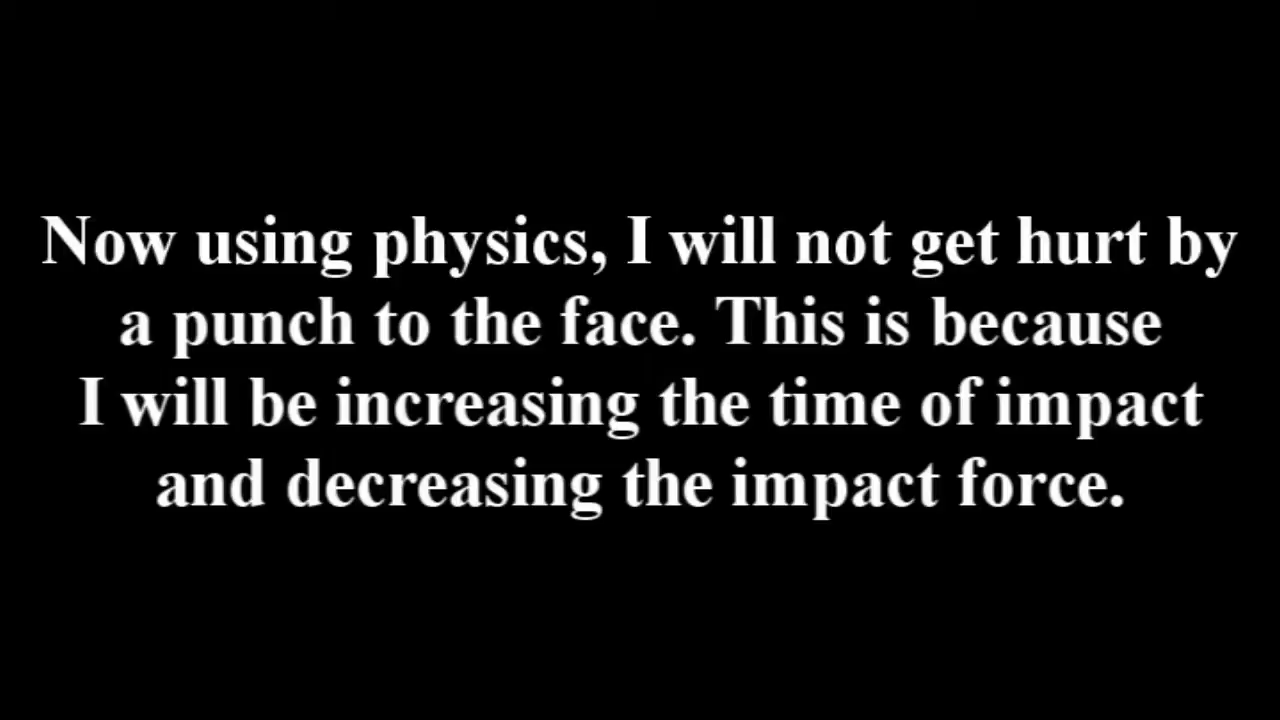 Now using physics, I will not get hurt by
a punch to the face. This is because
I will be increasing the time of impact
and decreasing the impact force.